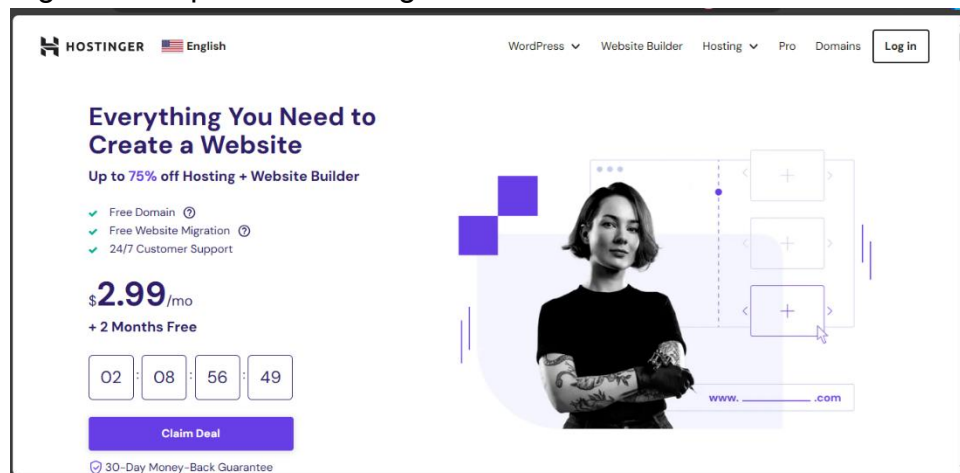 HOSTINGER English WordPress Website Builder Hosting Pro Domains Log in
Everything You Need to
Create a Website
Up to 75% off Hosting + Website Builder
Free Domain
Free Website Migration
24/7 Customer Support
$2.99/mo
+ 2 Months Free
02 : 08 : 56 : 49
Claim Deal
30-Day Money-Back Guarantee
www. ____________ .com